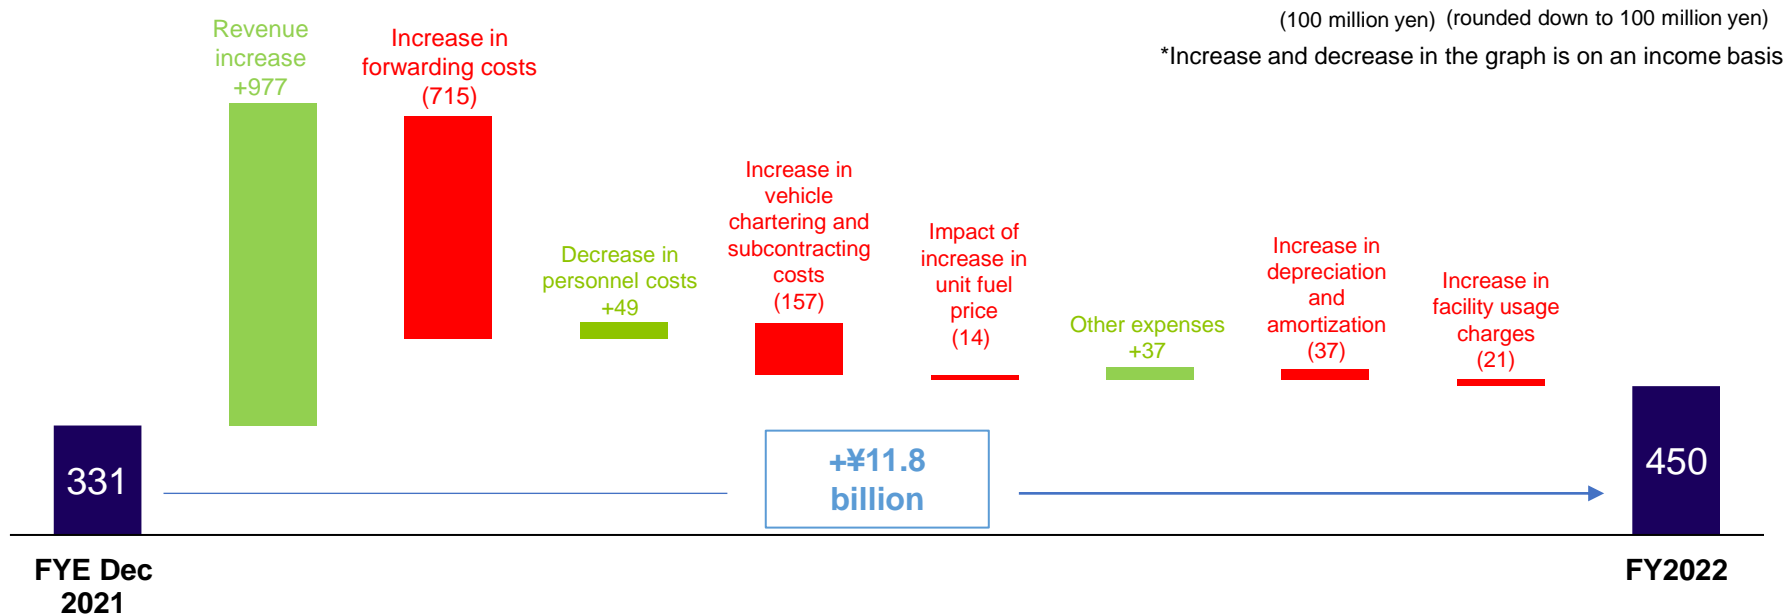 (100 million yen) (rounded down to 100 million yen)
*Increase and decrease in the graph is on an income basis
Revenue
increase
+977
Increase in
forwarding costs
(715)
Decrease in
personnel costs
+49
Increase in
vehicle
chartering and
subcontracting
costs
(157)
Impact of
increase in
unit fuel
price
(14)
Other expenses
+37
Increase in
depreciation
and
amortization
(37)
Increase in
facility usage
charges
(21)
331
+¥11.8
billion
450
FYE Dec
2021
FY2022